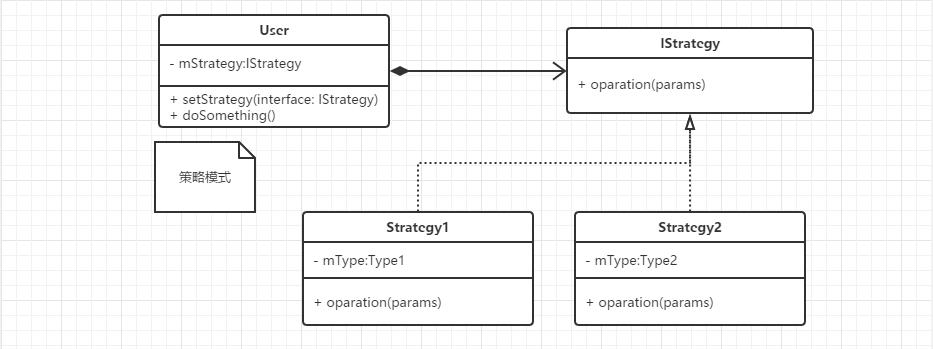 User
- mStrategy:IStrategy
+ setStrategy(interface: IStrategy)
+ doSomething()
IStrategy
+ oparation(params)
策略模式
Strategy1
- mType:Type1
+ oparation(params)
Strategy2
- mType:Type2
+ oparation(params)